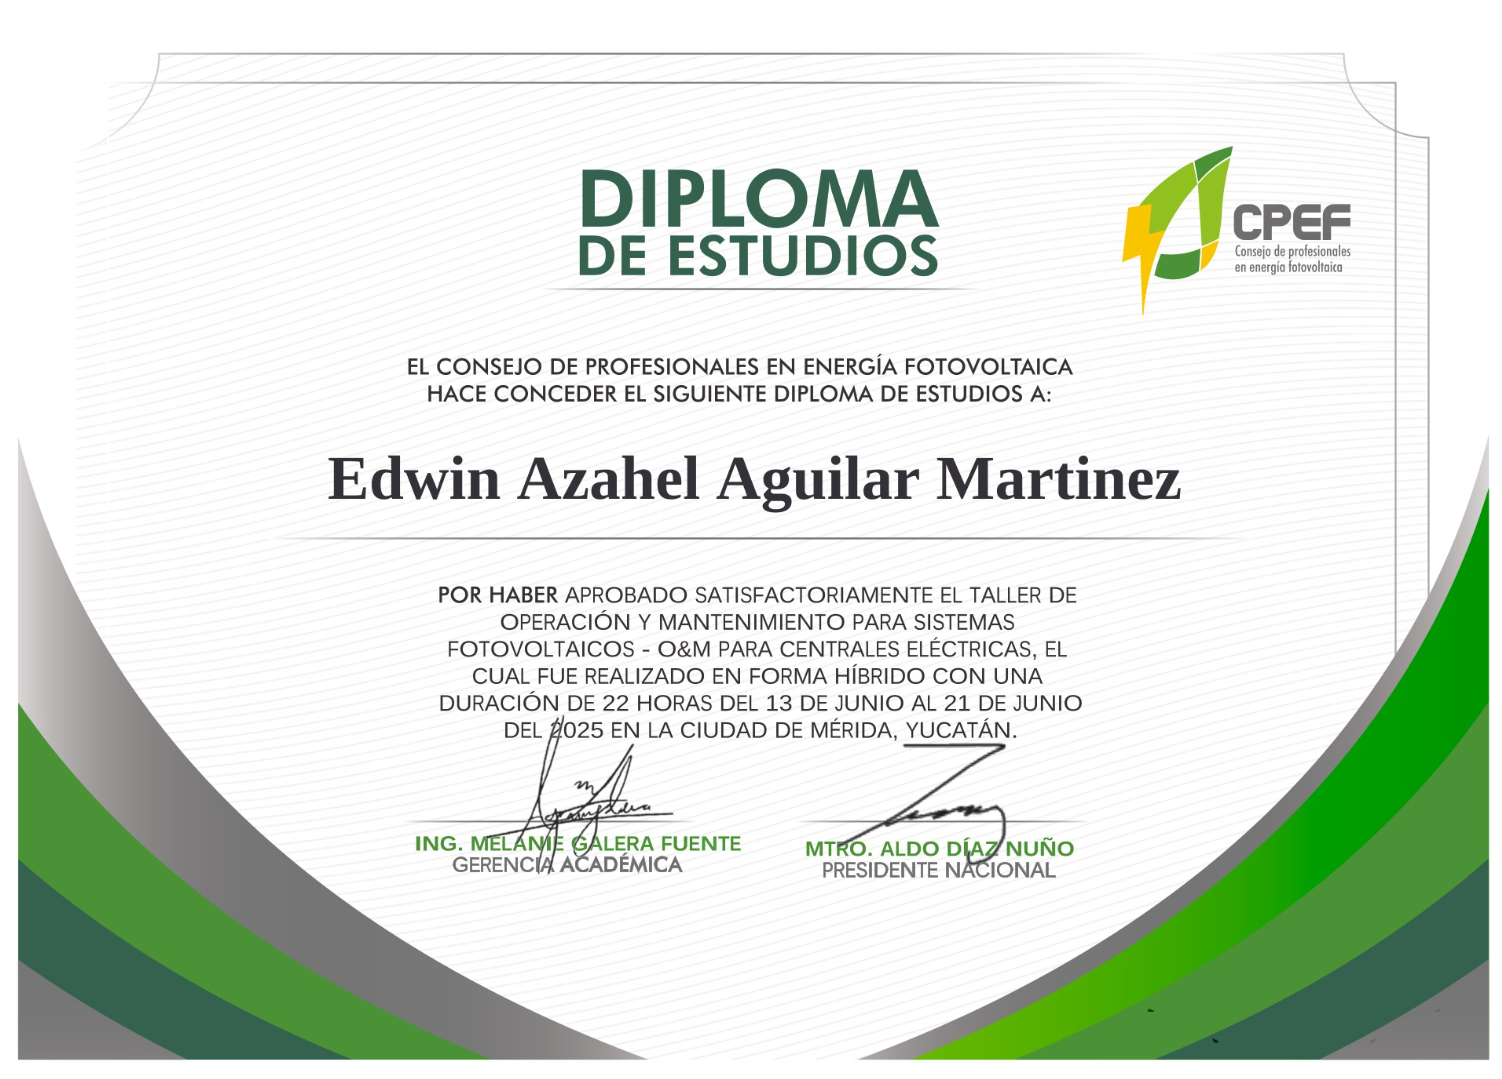 DIPLOMA
DE ESTUDIOS
CPEF
Consejo de profesionales
en energía fotovoltaica
EL CONSEJO DE PROFESIONALES EN ENERGÍA FOTOVOLTAICA
HACE CONCEDER EL SIGUIENTE DIPLOMA DE ESTUDIOS A:
Edwin Azahel Aguilar Martinez
POR HABER APROBADO SATISFACTORIAMENTE EL TALLER DE
OPERACIÓN Y MANTENIMIENTO PARA SISTEMAS
FOTOVOLTAICOS - O&M PARA CENTRALES ELÉCTRICAS, EL
CUAL FUE REALIZADO EN FORMA HÍBRIDO CON UNA
DURACIÓN DE 22 HORAS DEL 13 DE JUNIO AL 21 DE JUNIO
DEL 2025 EN LA CIUDAD DE MÉRIDA, YUCATÁN.
ING. MELANIE GALERA FUENTE
GERENCIA ACADÉMICA
MTRO. ALDO DÍAZ NUÑO
PRESIDENTE NACIONAL